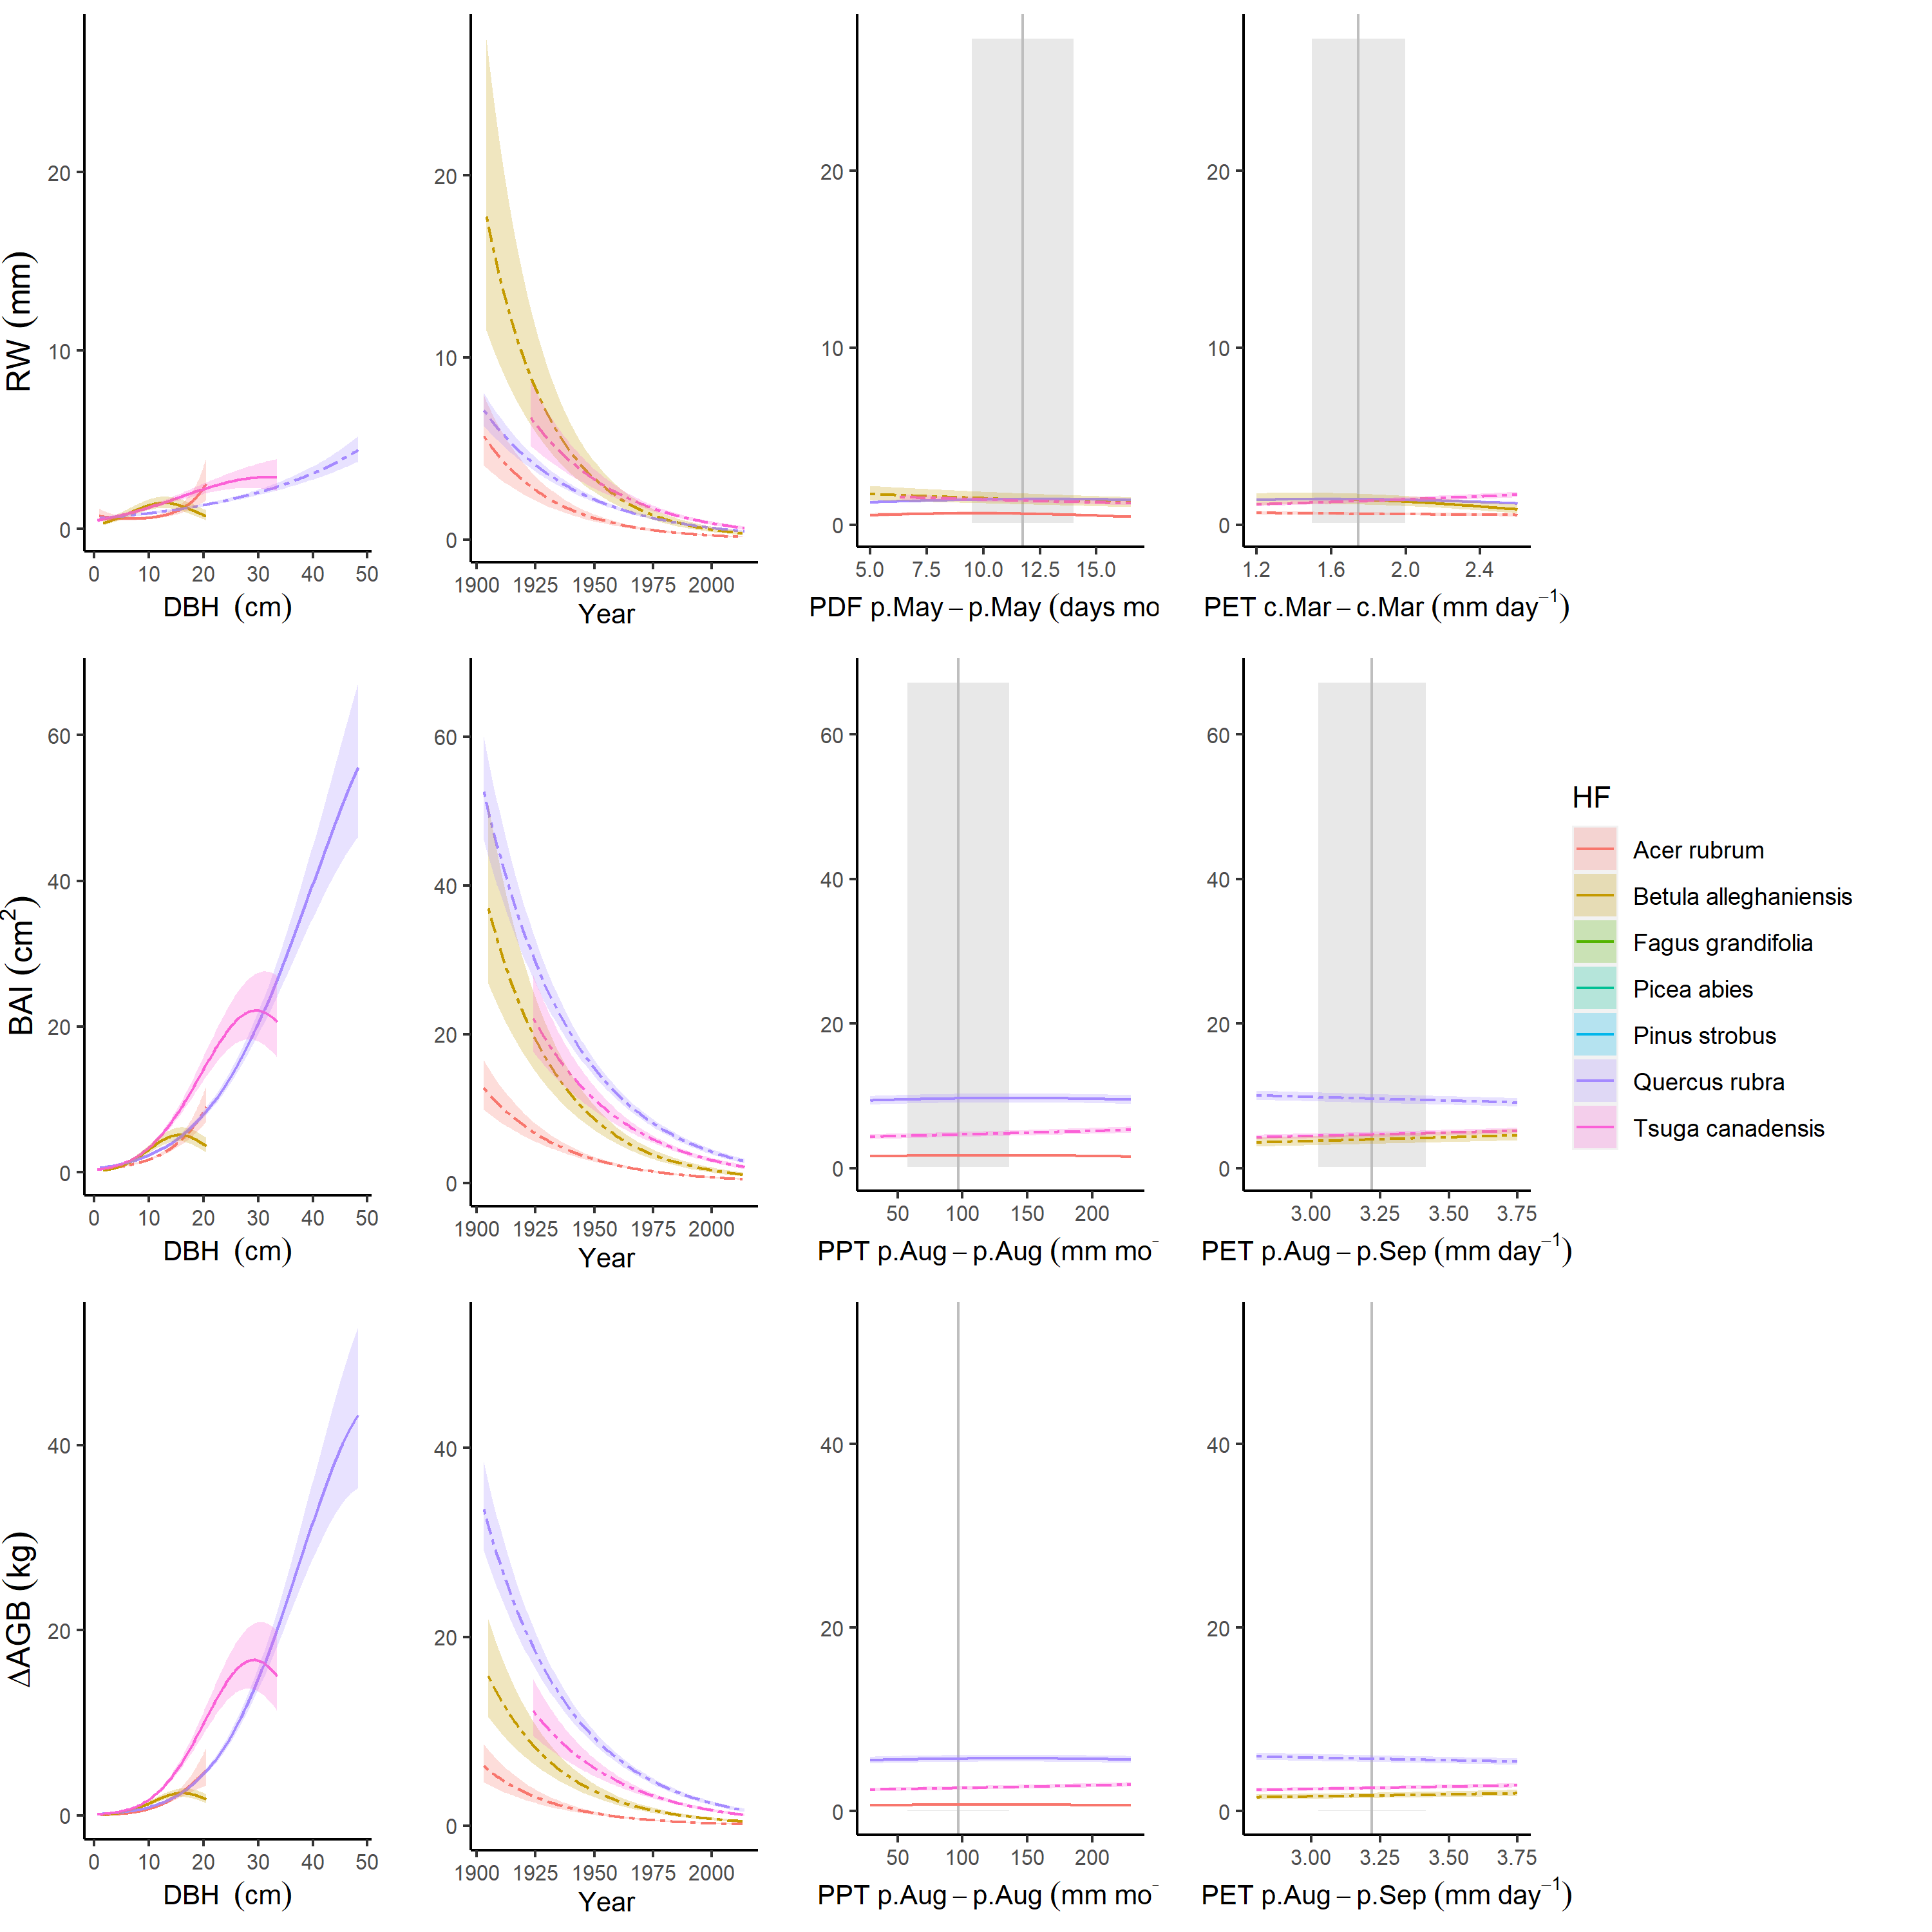 RW (mm)
20
10
0
0 10 20 30 40 50
DBH (cm)
20
10
0
1900 1925 1950 1975 2000
Year
20
10
0
5.0 7.5 10.0 12.5 15.0
PDF p.May – p.May (days mo
20
10
0
1.2 1.6 2.0 2.4
PET c.Mar – c.Mar (mm day⁻¹)
BAI (cm²)
60
40
20
0
0 10 20 30 40 50
DBH (cm)
60
40
20
0
1900 1925 1950 1975 2000
Year
60
40
20
0
50 100 150 200
PPT p.Aug – p.Aug (mm mo⁻
60
40
20
0
3.00 3.25 3.50 3.75
PET p.Aug – p.Sep (mm day⁻¹)
HF
Acer rubrum
Betula alleghaniensis
Fagus grandifolia
Picea abies
Pinus strobus
Quercus rubra
Tsuga canadensis
ΔAGB (kg)
40
20
0
0 10 20 30 40 50
DBH (cm)
40
20
0
1900 1925 1950 1975 2000
Year
40
20
0
50 100 150 200
PPT p.Aug – p.Aug (mm mo⁻
40
20
0
3.00 3.25 3.50 3.75
PET p.Aug – p.Sep (mm day⁻¹)